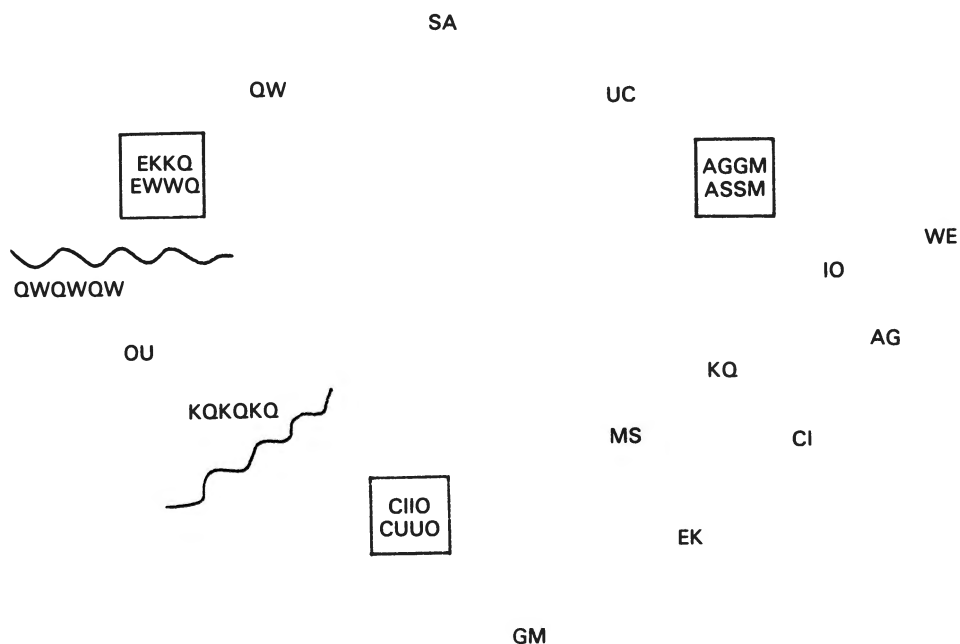 SA
QW
UC
EKKQ
EWWQ
AGGM
ASSM
WE
IO
QWQWQW
AG
OU
KQ
KQKQKQ
MS
CI
CIIO
CUUO
EK
GM